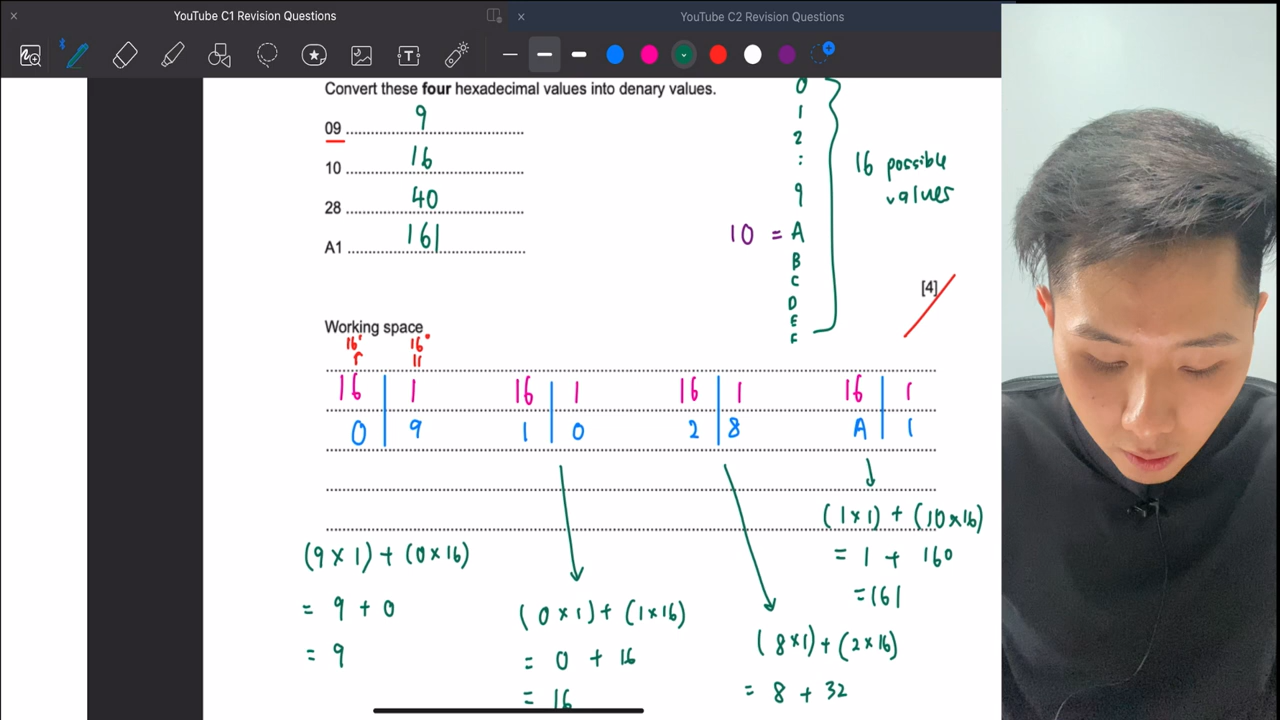 YouTube C1 Revision Questions
YouTube C2 Revision Questions
Convert these four hexadecimal values into denary values.
09 9
10 16
28 40
A1 161
0
1
2
:
9
10 = A
B
C
D
E
F
16 possible
values
[4]
Working space
16¹ 16⁰
16 1 16 1 16 1 16 1
0 9 1 0 2 8 A 1
(9 × 1) + (0 × 16)
= 9 + 0
= 9
(0 × 1) + (1 × 16)
= 0 + 16
= 16
(8 × 1) + (2 × 16)
= 8 + 32
(1 × 1) + (10 × 16)
= 1 + 160
= 161